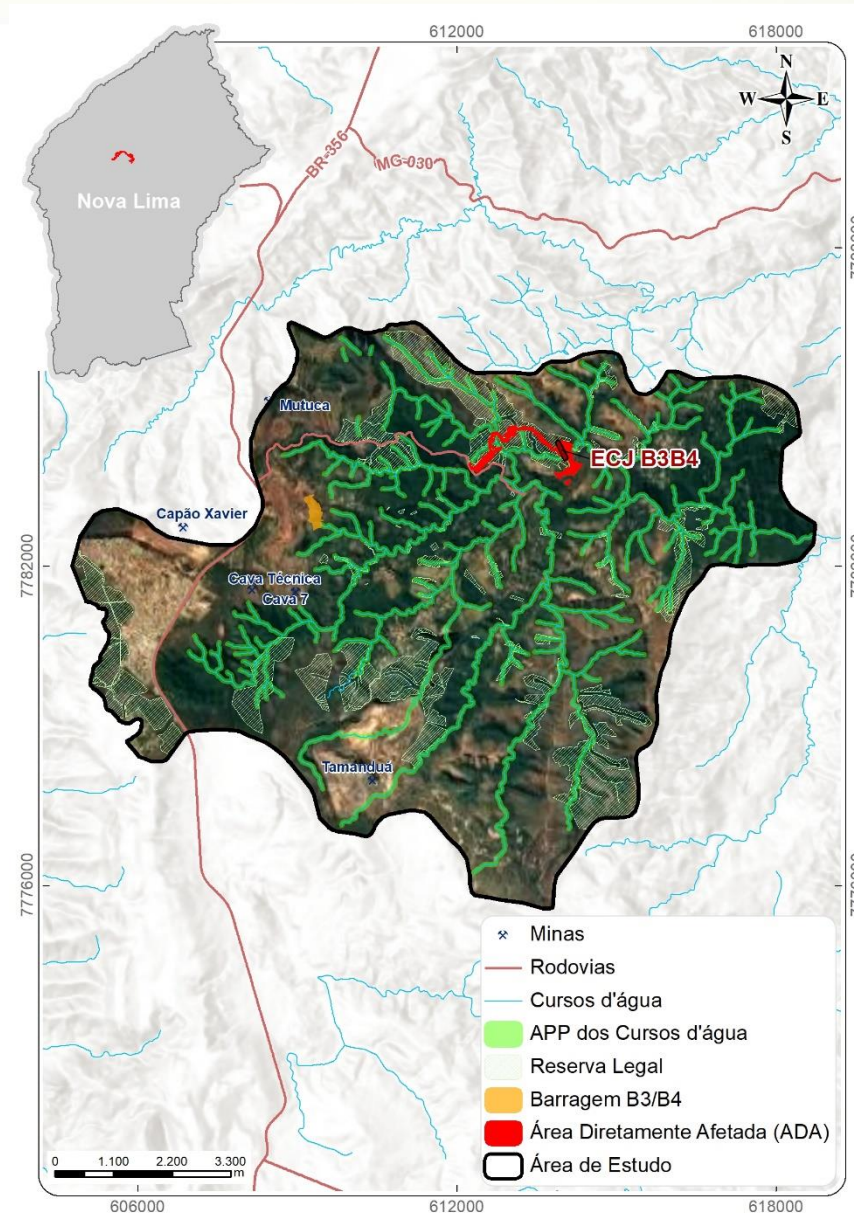 612000
618000
N
W
E
S
BR-356
MG-030
Nova Lima
Mutuca
ECJ B3B4
Capão Xavier
7782000
Cava Técnica
Cava 7
Tamanduá
7776000
Minas
Rodovias
Cursos d'água
APP dos Cursos d'água
Reserva Legal
Barragem B3/B4
Área Diretamente Afetada (ADA)
Área de Estudo
0 1.100 2.200 3.300
m
606000
612000
618000